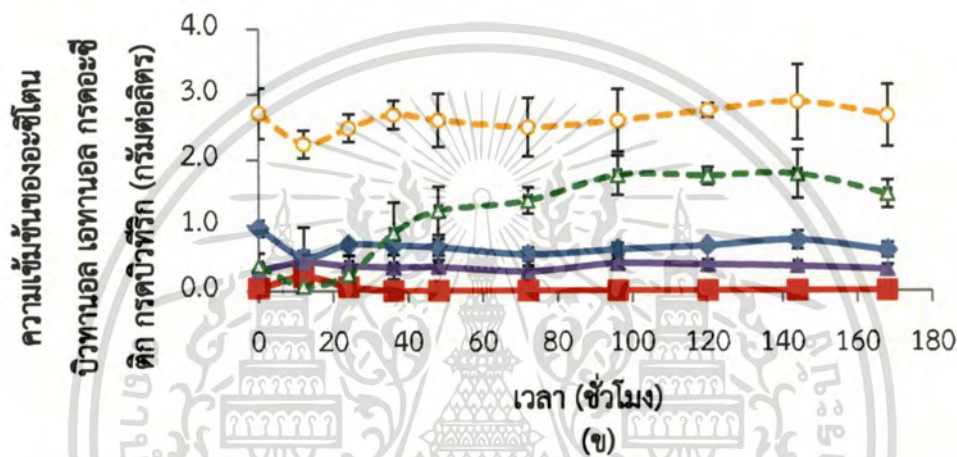 ความเข้มข้นของอะซิโตน
บิวทานอล เอทานอล กรดอะซี
ติก กรดบิวทีริก (กรัมต่อลิตร)
4.0
3.0
2.0
1.0
0.0
0 20 40 60 80 100 120 140 160 180
เวลา (ชั่วโมง)
(ข)